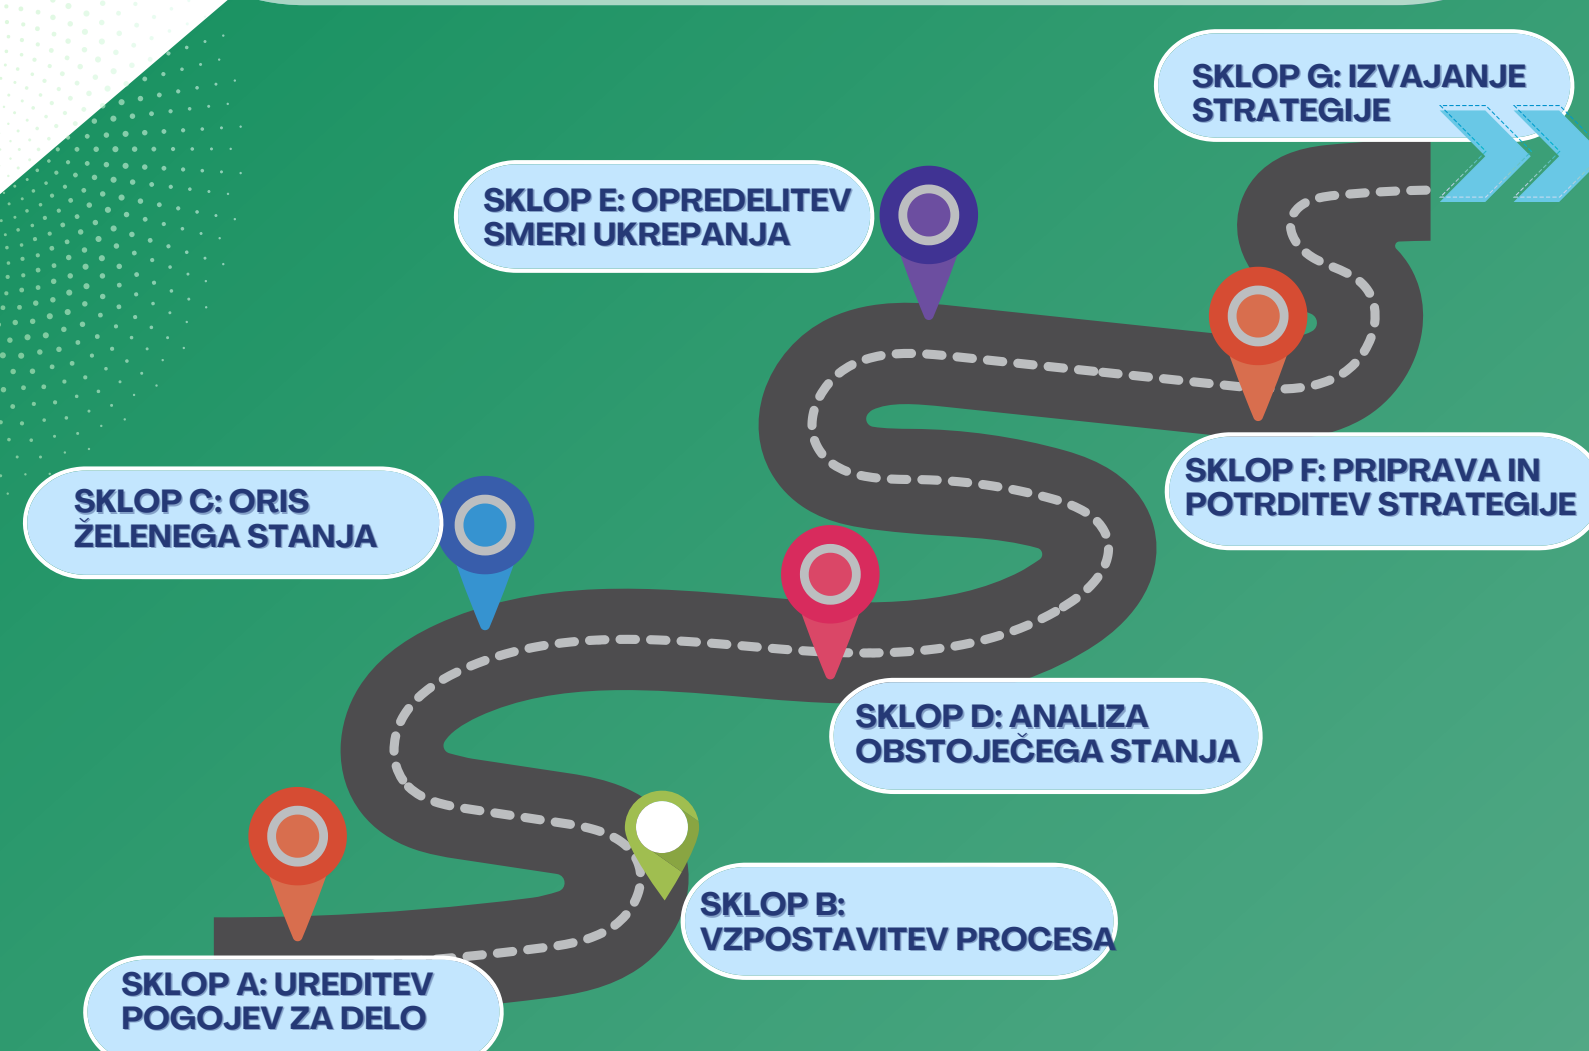 SKLOP G: IZVAJANJE
STRATEGIJE
SKLOP E: OPREDELITEV
SMERI UKREPANJA
SKLOP F: PRIPRAVA IN
POTRDITEV STRATEGIJE
SKLOP C: ORIS
ŽELENEGA STANJA
SKLOP D: ANALIZA
OBSTOJEČEGA STANJA
SKLOP B:
VZPOSTAVITEV PROCESA
SKLOP A: UREDITEV
POGOJEV ZA DELO